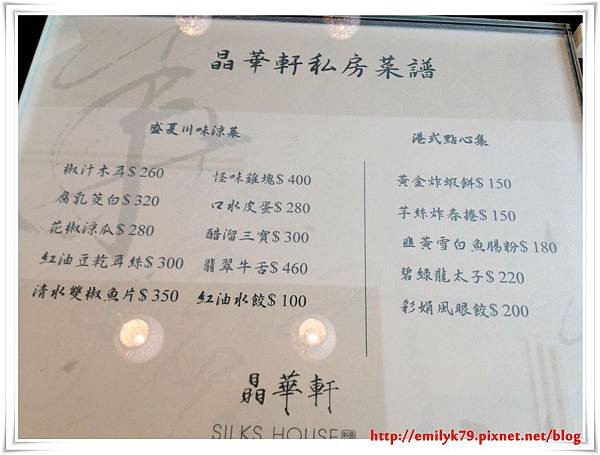 晶華軒私房菜譜
盛夏川味涼菜
椒汁木耳$260
腐乳茭白$320
花椒涼瓜$280
紅油豆乾耳絲$300
清水雙椒魚片$350
怪味雞塊$400
口水皮蛋$280
醋溜三寶$300
翡翠牛舌$460
紅油水餃$100
港式點心集
黃金炸蝦餅$150
芋絲炸春捲$150
韮黃雪白魚腸粉$180
碧綠龍太子$220
彩娟風眼餃$200
晶華軒
SILKS HOUSE
http://emilyk79.pixnet.net/blog